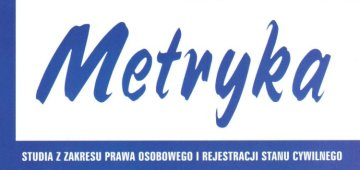 Metryka
STUDIA Z ZAKRESU PRAWA OSOBOWEGO I REJESTRACJI STANU CYWILNEGO